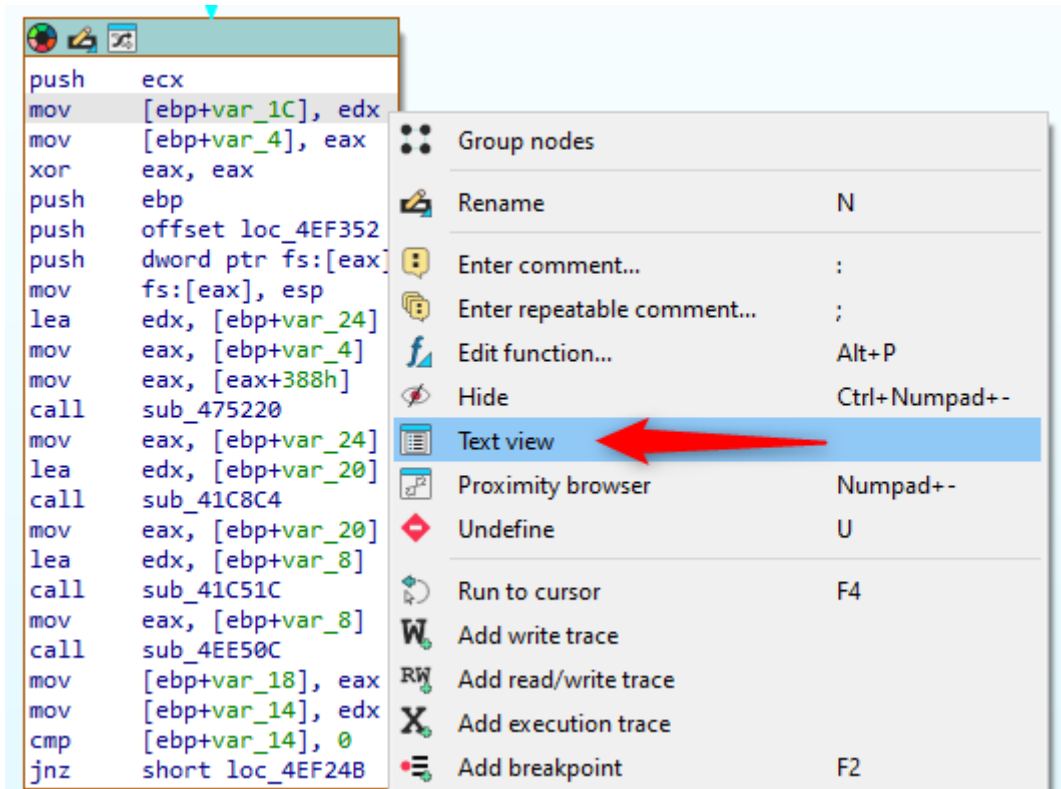 push ecx
mov [ebp+var_1C], edx
mov [ebp+var_4], eax
xor eax, eax
push ebp
push offset loc_4EF352
push dword ptr fs:[eax]
mov fs:[eax], esp
lea edx, [ebp+var_24]
mov eax, [ebp+var_4]
mov eax, [eax+388h]
call sub_475220
mov eax, [ebp+var_24]
lea edx, [ebp+var_20]
call sub_41C8C4
mov eax, [ebp+var_20]
lea edx, [ebp+var_8]
call sub_41C51C
mov eax, [ebp+var_8]
call sub_4EE50C
mov [ebp+var_18], eax
mov [ebp+var_14], edx
cmp [ebp+var_14], 0
jnz short loc_4EF24B
Group nodes
Rename N
Enter comment... :
Enter repeatable comment... ;
Edit function... Alt+P
Hide Ctrl+Numpad+-
Text view
Proximity browser Numpad+-
Undefine U
Run to cursor F4
W Add write trace
RW Add read/write trace
X Add execution trace
Add breakpoint F2